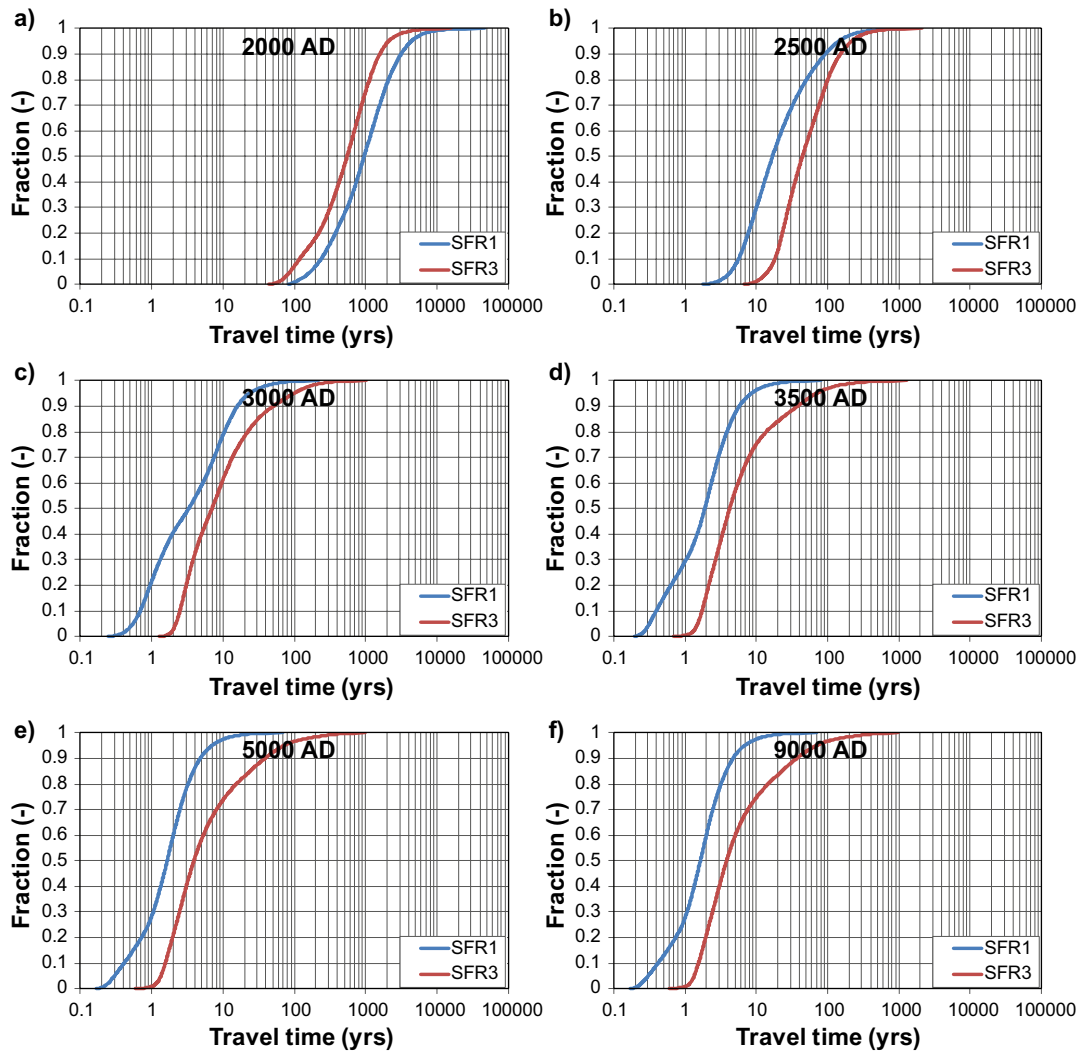 a)
2000 AD
Fraction (-)
1
0.9
0.8
0.7
0.6
0.5
0.4
0.3
0.2
0.1
0
SFR1
SFR3
0.1 1 10 100 1000 10000 100000
Travel time (yrs)
b)
2500 AD
Fraction (-)
1
0.9
0.8
0.7
0.6
0.5
0.4
0.3
0.2
0.1
0
SFR1
SFR3
0.1 1 10 100 1000 10000 100000
Travel time (yrs)
c)
3000 AD
Fraction (-)
1
0.9
0.8
0.7
0.6
0.5
0.4
0.3
0.2
0.1
0
SFR1
SFR3
0.1 1 10 100 1000 10000 100000
Travel time (yrs)
d)
3500 AD
Fraction (-)
1
0.9
0.8
0.7
0.6
0.5
0.4
0.3
0.2
0.1
0
SFR1
SFR3
0.1 1 10 100 1000 10000 100000
Travel time (yrs)
e)
5000 AD
Fraction (-)
1
0.9
0.8
0.7
0.6
0.5
0.4
0.3
0.2
0.1
0
SFR1
SFR3
0.1 1 10 100 1000 10000 100000
Travel time (yrs)
f)
9000 AD
Fraction (-)
1
0.9
0.8
0.7
0.6
0.5
0.4
0.3
0.2
0.1
0
SFR1
SFR3
0.1 1 10 100 1000 10000 100000
Travel time (yrs)